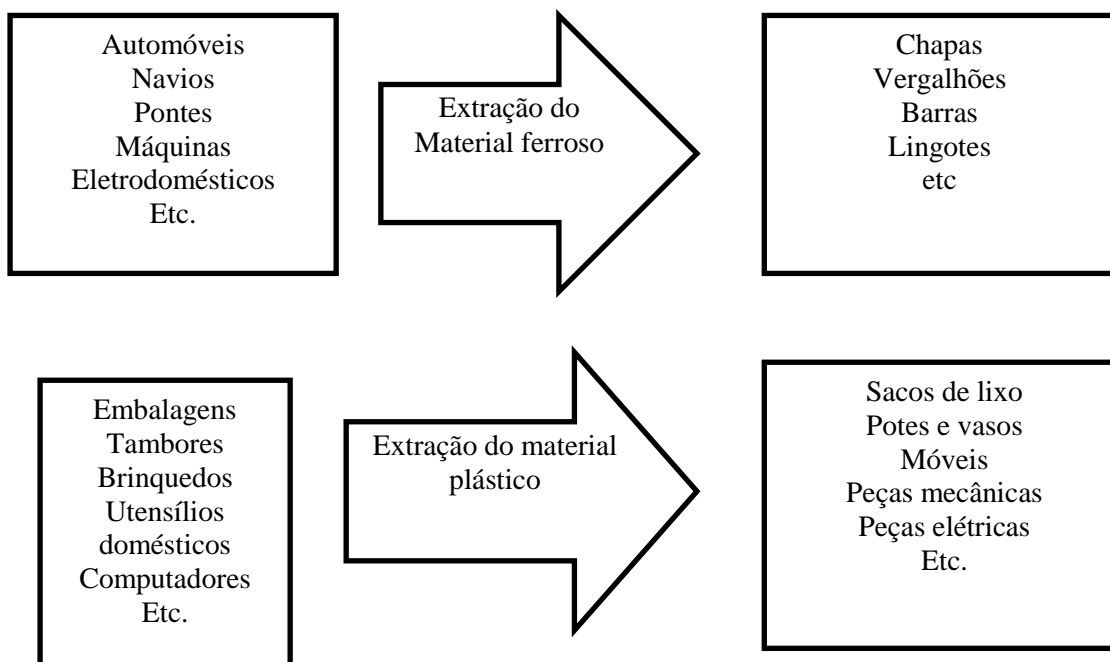 Automóveis
Navios
Pontes
Máquinas
Eletrodomésticos
Etc.
Extração do
Material ferroso
Chapas
Vergalhões
Barras
Lingotes
etc
Embalagens
Tambores
Brinquedos
Utensílios
domésticos
Computadores
Etc.
Extração do material
plástico
Sacos de lixo
Potes e vasos
Móveis
Peças mecânicas
Peças elétricas
Etc.